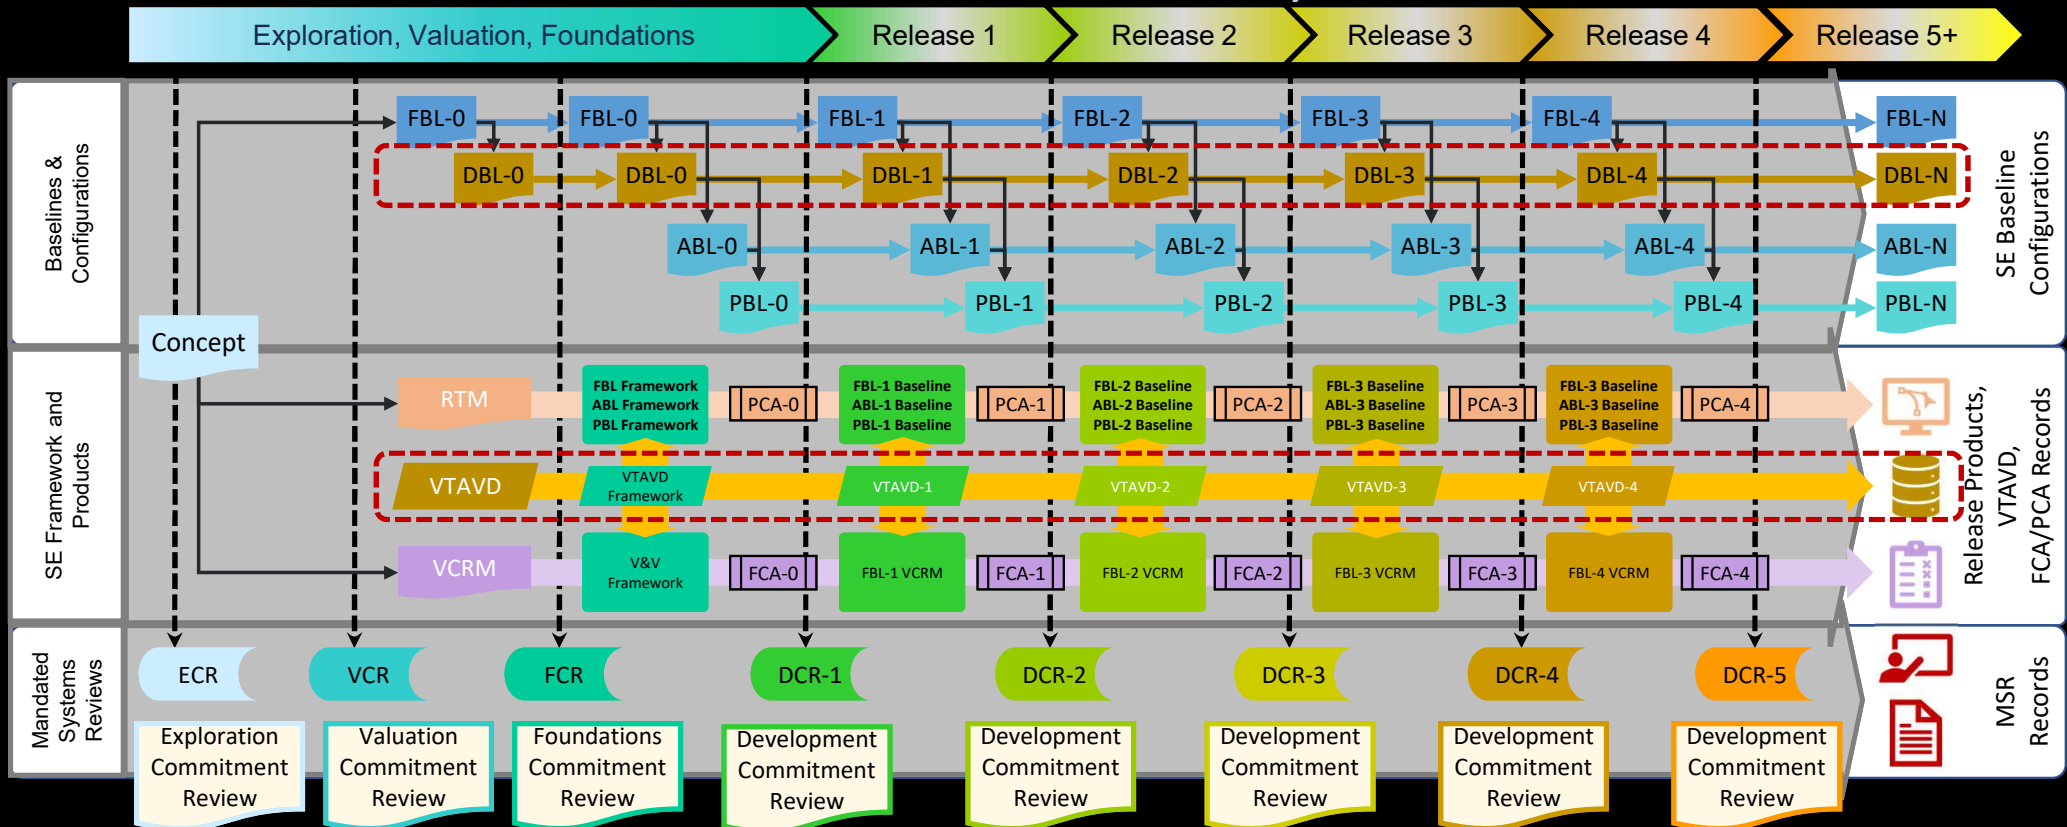 Exploration, Valuation, Foundations
Release 1
Release 2
Release 3
Release 4
Release 5+
Baselines &
Configurations
FBL-0
FBL-0
FBL-1
FBL-2
FBL-3
FBL-4
FBL-N
DBL-0
DBL-0
DBL-1
DBL-2
DBL-3
DBL-4
DBL-N
ABL-0
ABL-1
ABL-2
ABL-3
ABL-4
ABL-N
PBL-0
PBL-1
PBL-2
PBL-3
PBL-4
PBL-N
SE Baseline
Configurations
Concept
SE Framework and
Products
RTM
FBL Framework
ABL Framework
PBL Framework
PCA-0
FBL-1 Baseline
ABL-1 Baseline
PBL-1 Baseline
PCA-1
FBL-2 Baseline
ABL-2 Baseline
PBL-2 Baseline
PCA-2
FBL-3 Baseline
ABL-3 Baseline
PBL-3 Baseline
PCA-3
FBL-3 Baseline
ABL-3 Baseline
PBL-3 Baseline
PCA-4
VTAVD
VTAVD
Framework
VTAVD-1
VTAVD-2
VTAVD-3
VTAVD-4
VCRM
V&V
Framework
FCA-0
FBL-1 VCRM
FCA-1
FBL-2 VCRM
FCA-2
FBL-3 VCRM
FCA-3
FBL-4 VCRM
FCA-4
Release Products,
VTAVD,
FCA/PCA Records
Mandated
Systems
Reviews
ECR
VCR
FCR
DCR-1
DCR-2
DCR-3
DCR-4
DCR-5
Exploration
Commitment
Review
Valuation
Commitment
Review
Foundations
Commitment
Review
Development
Commitment
Review
Development
Commitment
Review
Development
Commitment
Review
Development
Commitment
Review
Development
Commitment
Review
MSR
Records